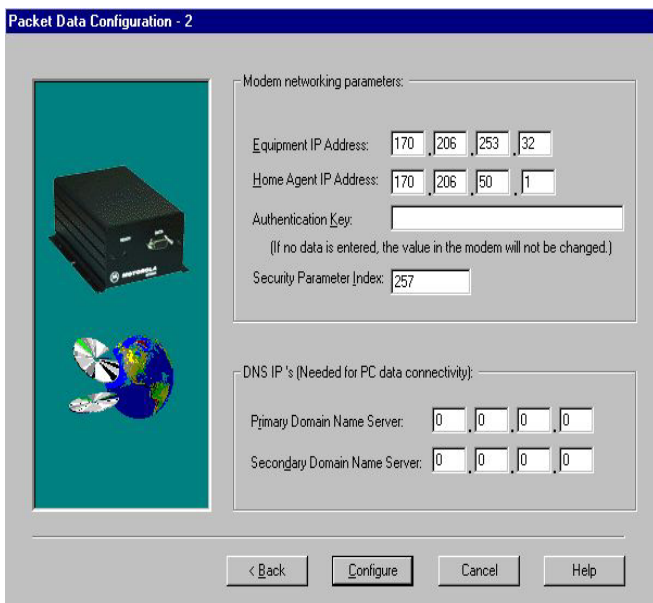 Packet Data Configuration - 2
Modem networking parameters:
Equipment IP Address: 170 . 206 . 253 . 32
Home Agent IP Address: 170 . 206 . 50 . 1
Authentication Key:
(If no data is entered, the value in the modem will not be changed.)
Security Parameter Index: 257
MOTOROLA
DNS IP 's (Needed for PC data connectivity):
Primary Domain Name Server: 0 . 0 . 0 . 0
Secondary Domain Name Server: 0 . 0 . 0 . 0
< Back Configure Cancel Help